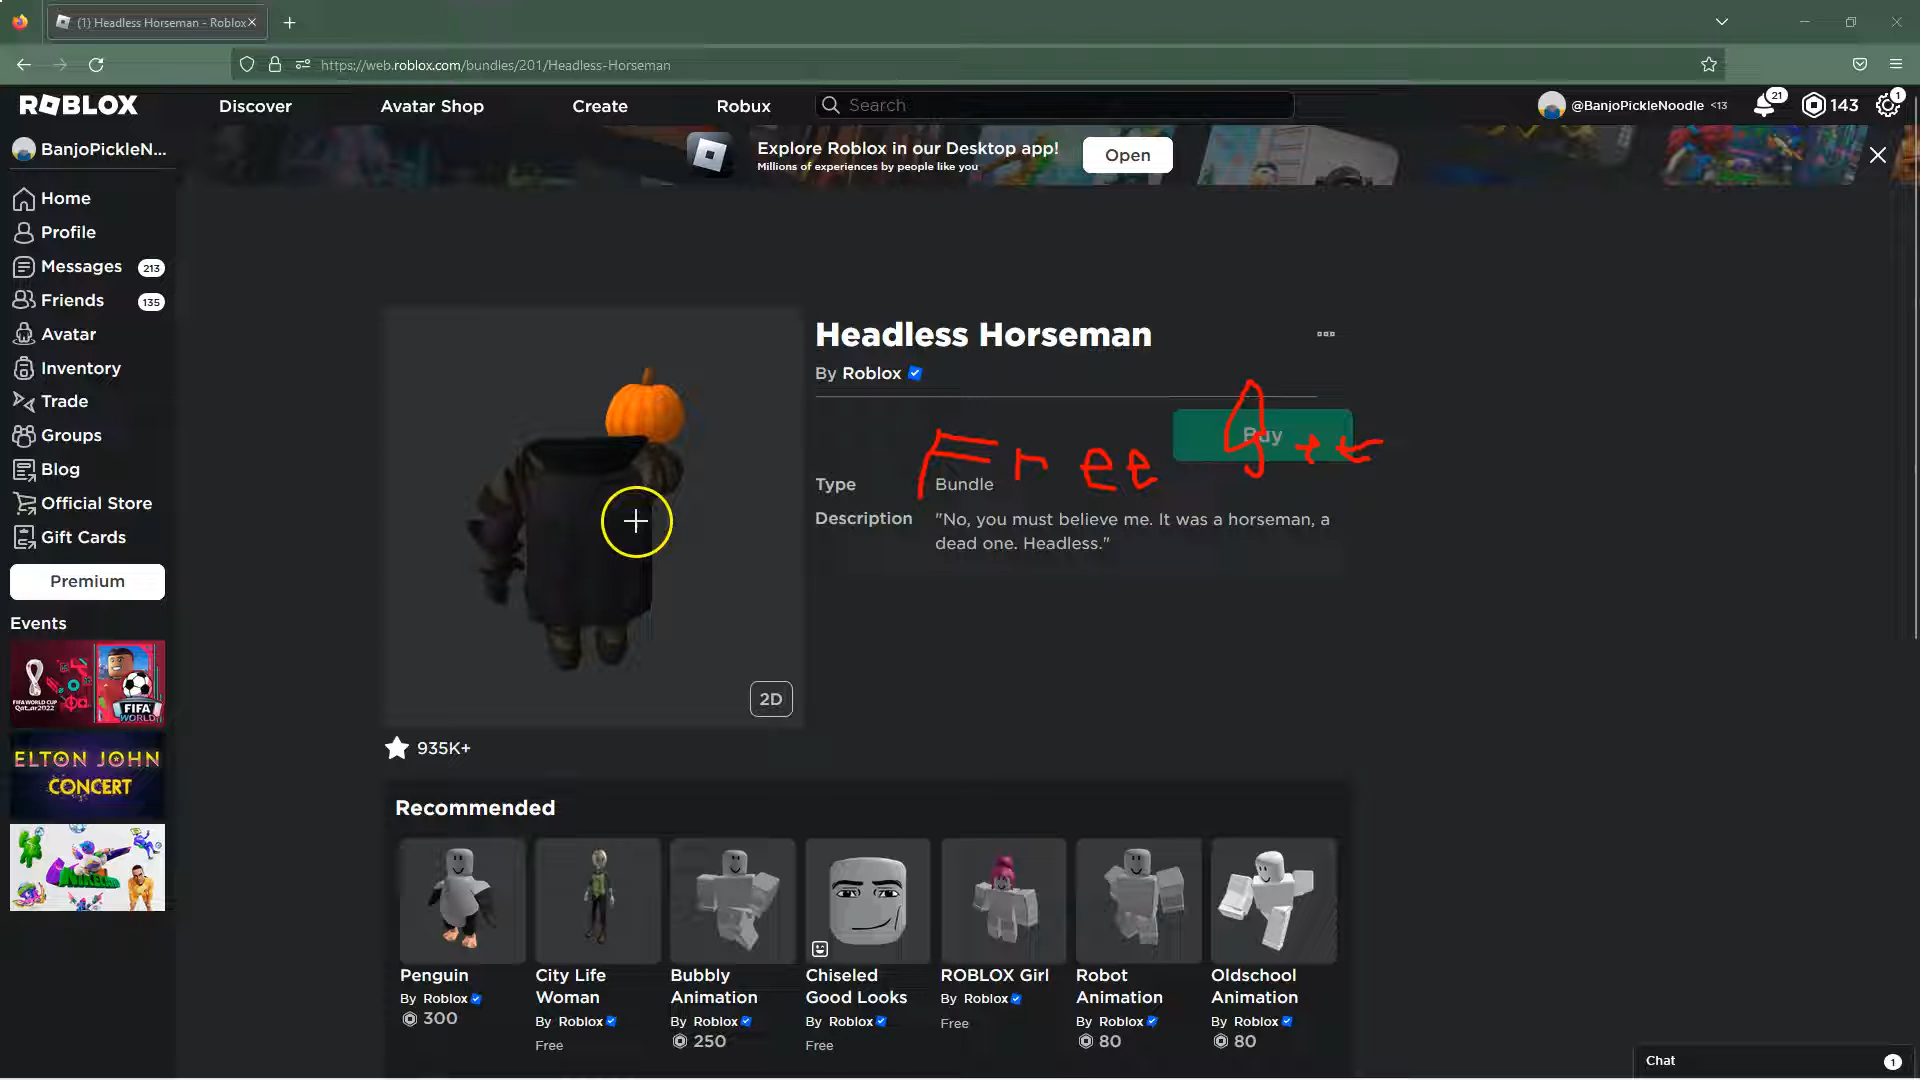 (1) Headless Horseman - Roblox
https://web.roblox.com/bundles/201/Headless-Horseman
ROBLOX
Discover
Avatar Shop
Create
Robux
Search
@BanjoPickleNoodle <13
21
143
1
BanjoPickleN...
Explore Roblox in our Desktop app!
Millions of experiences by people like you
Open
Home
Profile
Messages 213
Friends 135
Avatar
Inventory
Trade
Groups
Blog
Official Store
Gift Cards
Premium
Events
FIFA WORLD CUP
Qatar2022
FIFA
WORLD
ELTON JOHN
CONCERT
Headless Horseman
By Roblox
Buy
Free
Type
Bundle
Description
"No, you must believe me. It was a horseman, a
dead one. Headless."
2D
935K+
Recommended
Penguin
By Roblox
300
City Life
Woman
By Roblox
Free
Bubbly
Animation
By Roblox
250
Chiseled
Good Looks
By Roblox
Free
ROBLOX Girl
By Roblox
Free
Robot
Animation
By Roblox
80
Oldschool
Animation
By Roblox
80
Chat
1